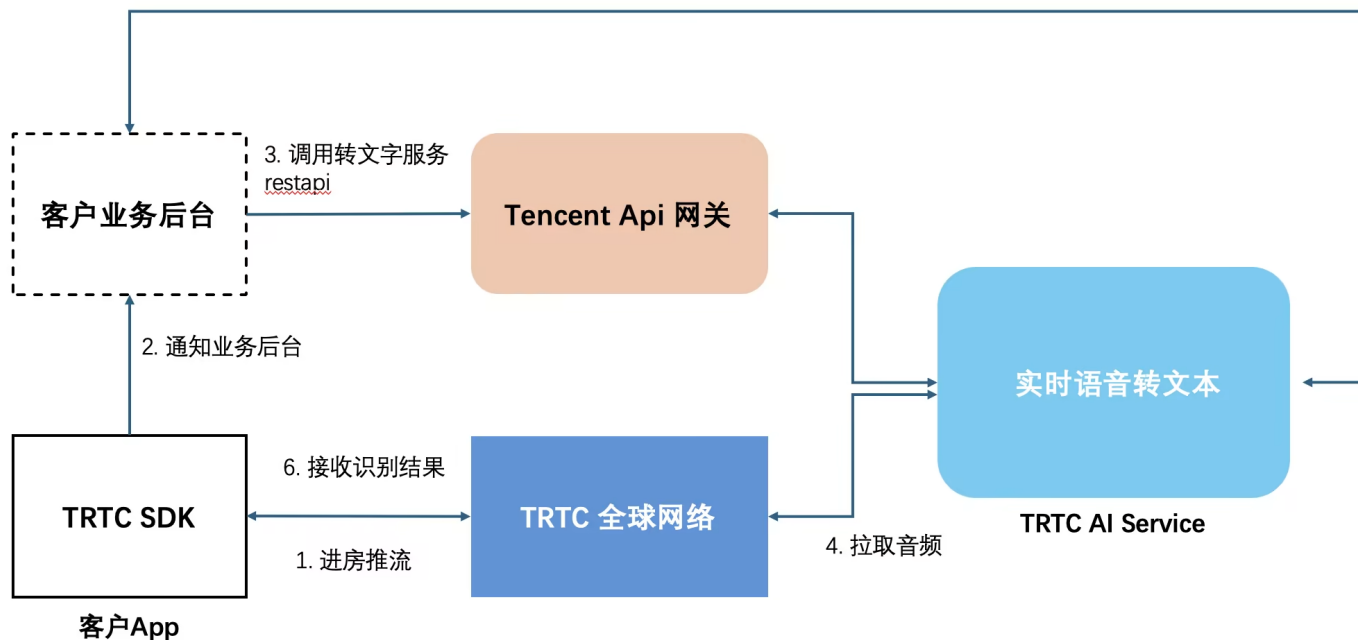 3. 调用转文字服务
restapi
客户业务后台
Tencent Api 网关
2. 通知业务后台
实时语音转文本
6. 接收识别结果
TRTC SDK
TRTC 全球网络
TRTC AI Service
4. 拉取音频
1. 进房推流
客户App